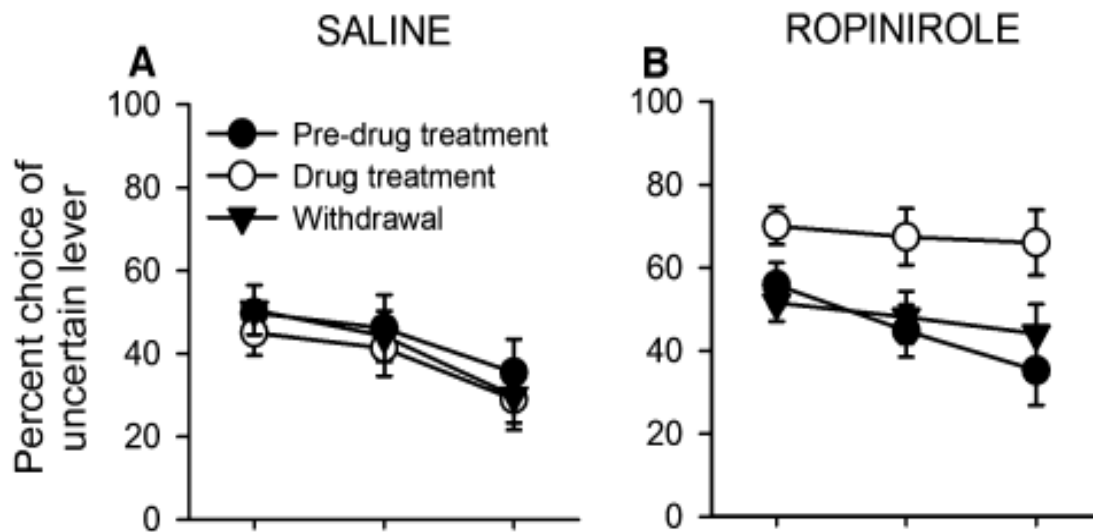 SALINE
ROPINIROLE
A
B
100
80
60
40
20
0
Percent choice of
uncertain lever
Pre-drug treatment
Drug treatment
Withdrawal
100
80
60
40
20
0